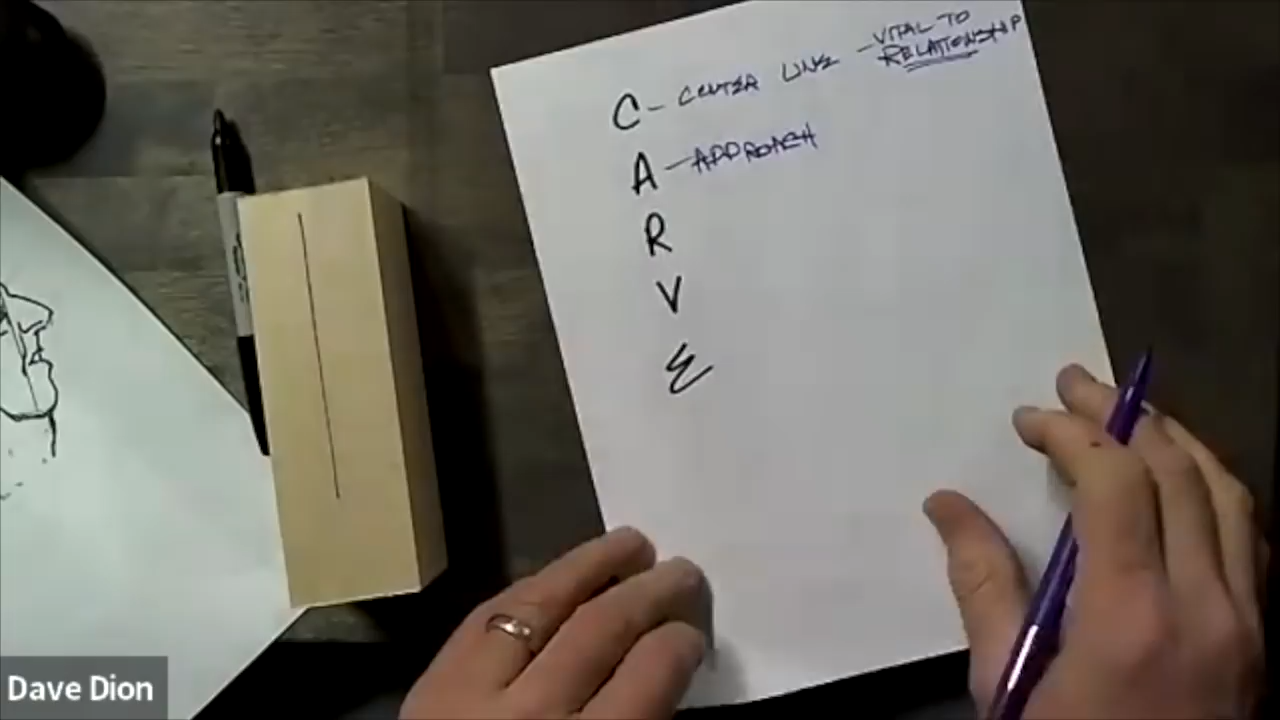 C - CENTER LINE - VITAL TO
RELATIONSHIP
A - APPROACH
R
V
E
Dave Dion